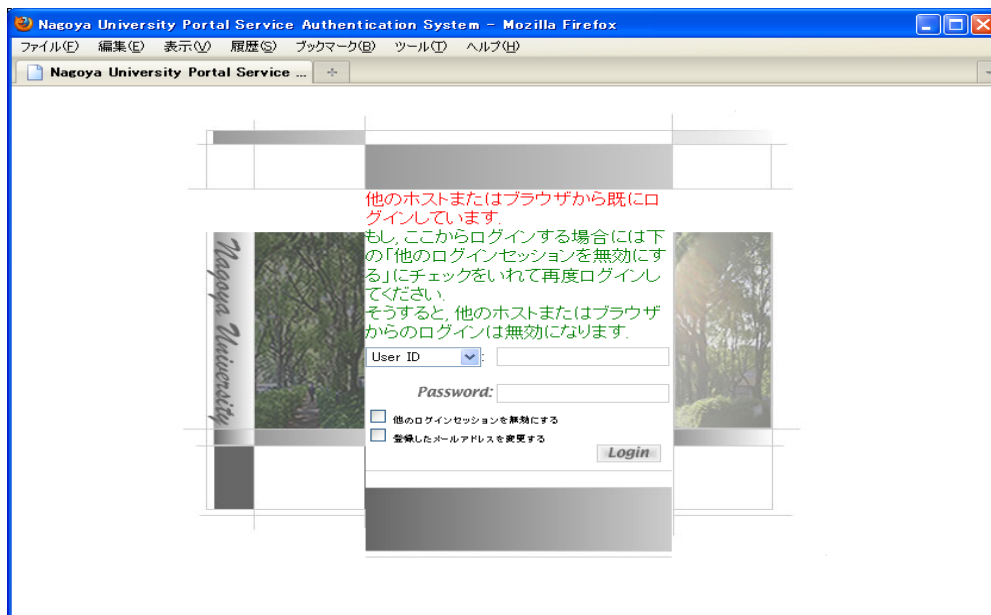 Nagoya University Portal Service Authentication System - Mozilla Firefox
ファイル(F) 編集(E) 表示(V) 履歴(S) ブックマーク(B) ツール(T) ヘルプ(H)
Nagoya University Portal Service ...
他のホストまたはブラウザから既にロ
グインしています.
もし, ここからログインする場合には下
の「他のログインセッションを無効にす
る」にチェックをいれて再度ログインし
てください.
そうすると, 他のホストまたはブラウザ
からのログインは無効になります.
Nagoya University
User ID :
Password:
他のログインセッションを無効にする
登録したメールアドレスを変更する
Login